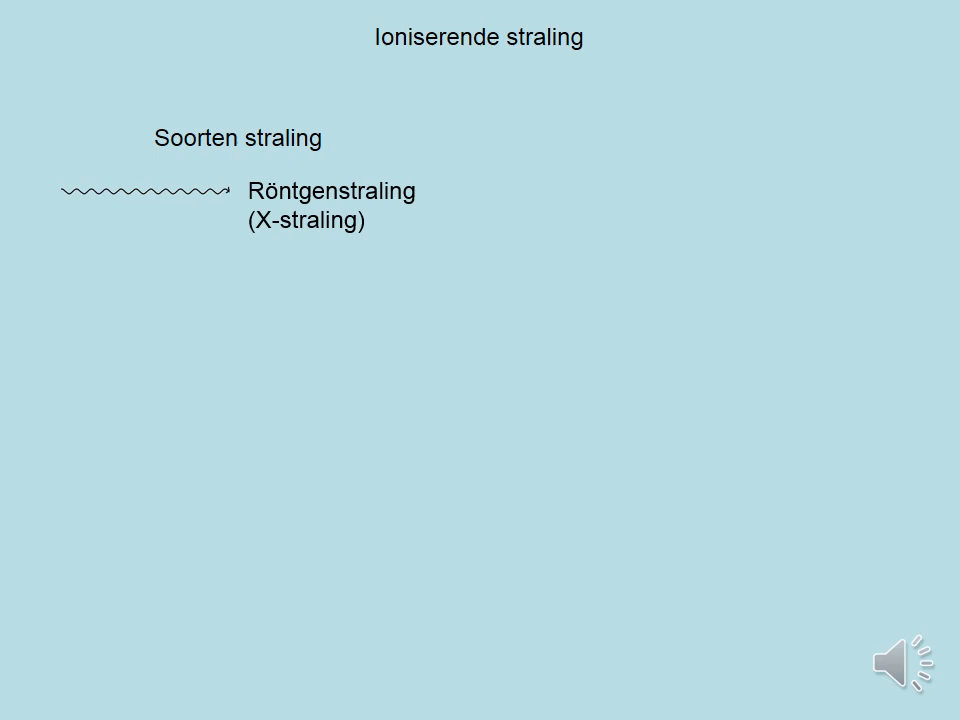 Ioniserende straling
Soorten straling
Röntgenstraling
(X-straling)